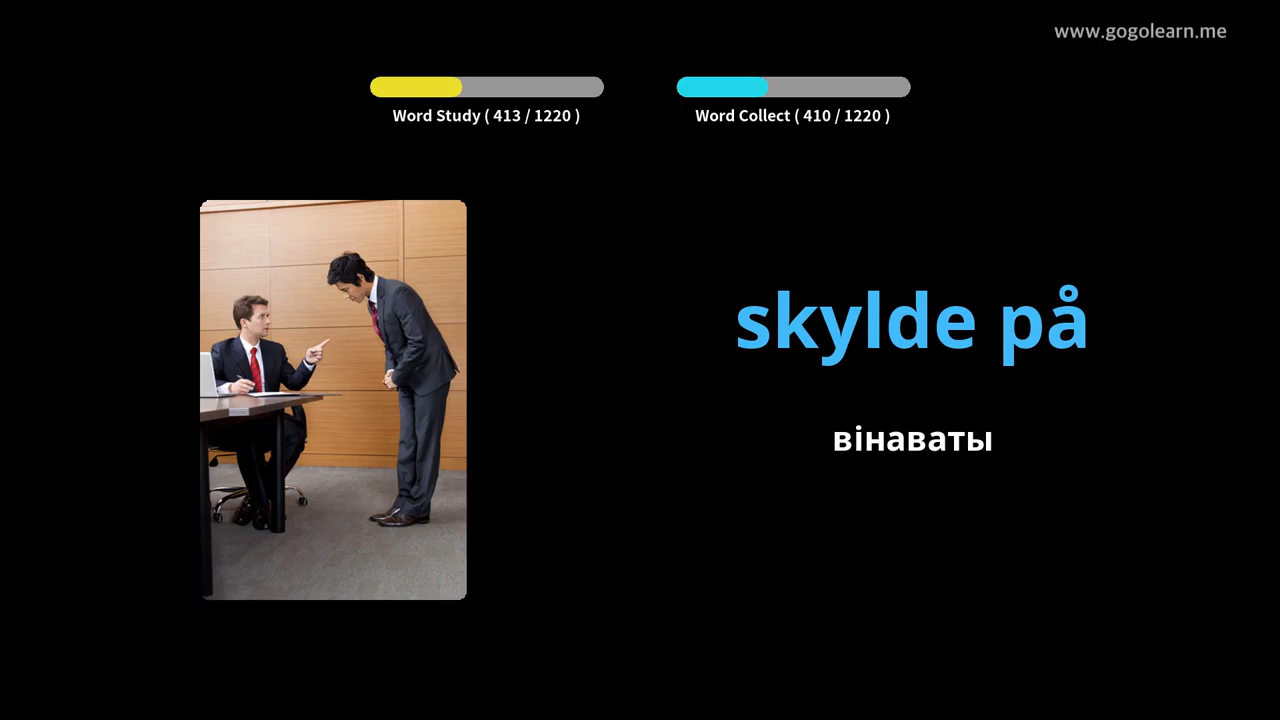 www.gogolearn.me
Word Study ( 413 / 1220 )
Word Collect ( 410 / 1220 )
skylde på
вінаваты